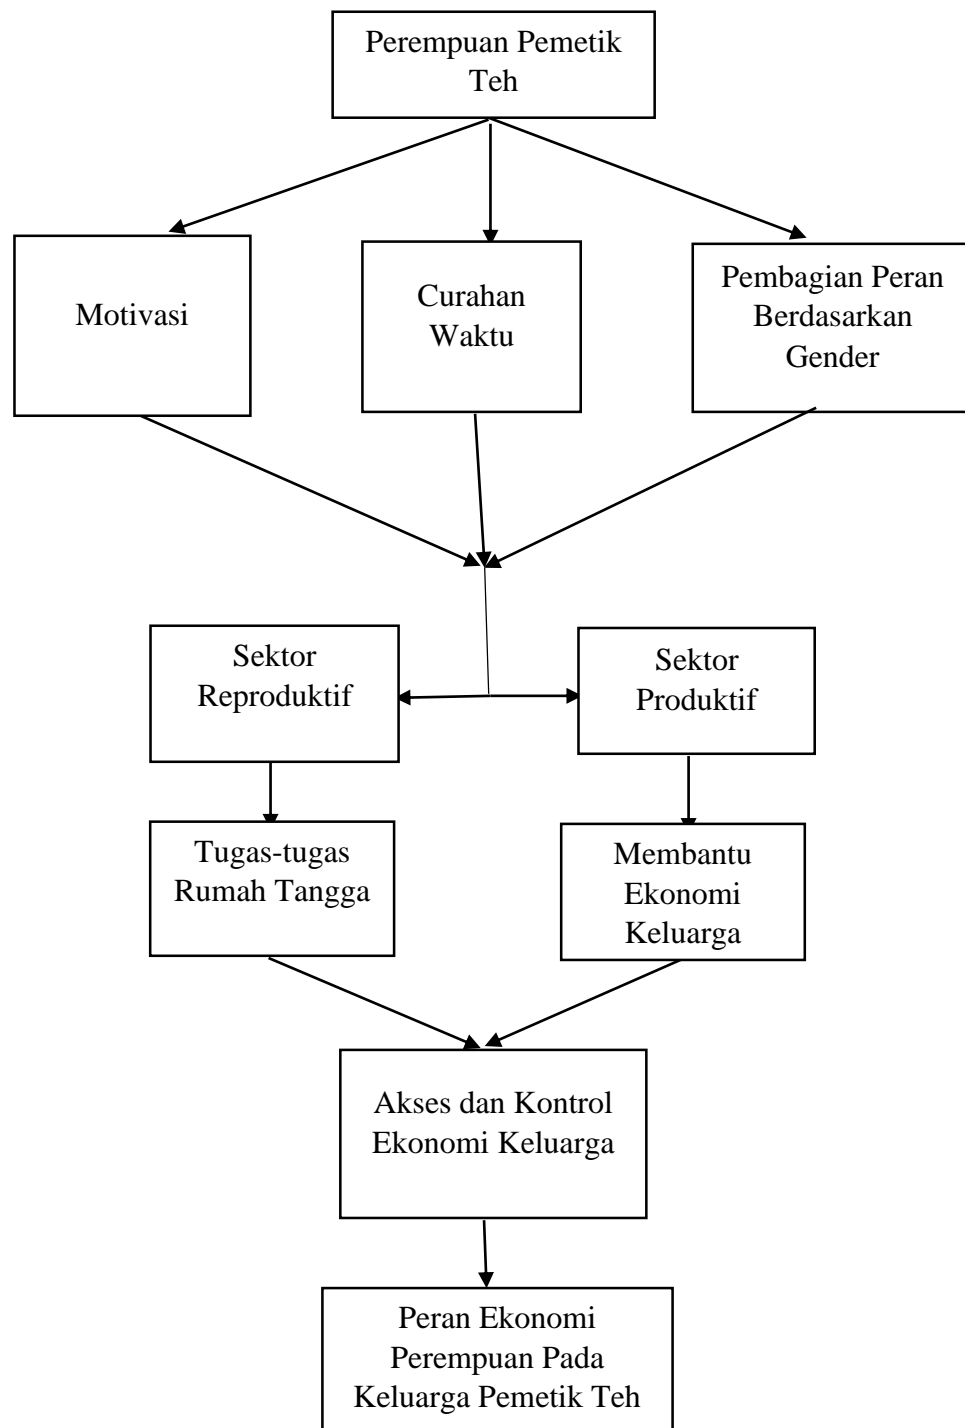 Perempuan Pemetik
Teh
Motivasi
Curahan
Waktu
Pembagian Peran
Berdasarkan
Gender
Sektor
Reproduktif
Sektor
Produktif
Tugas-tugas
Rumah Tangga
Membantu
Ekonomi
Keluarga
Akses dan Kontrol
Ekonomi Keluarga
Peran Ekonomi
Perempuan Pada
Keluarga Pemetik Teh